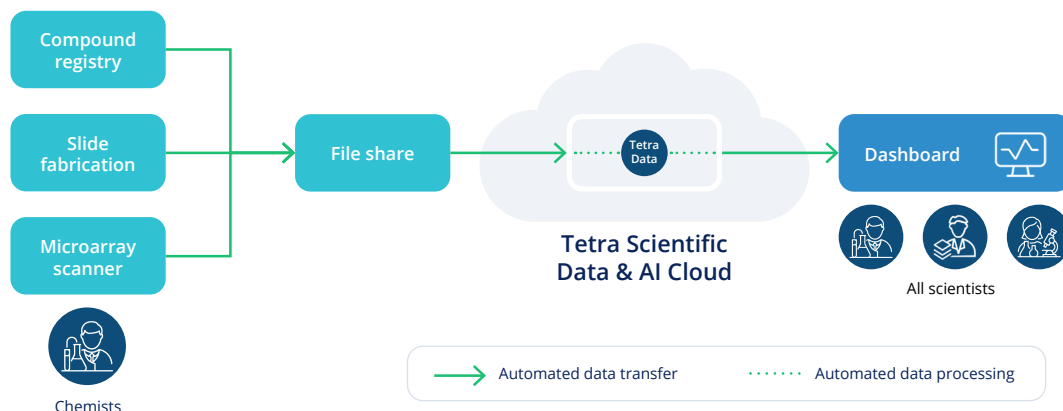 Compound
registry
Slide
fabrication
Microarray
scanner
Chemists
File share
Tetra
Data
Tetra Scientific
Data & AI Cloud
Dashboard
All scientists
Automated data transfer
Automated data processing